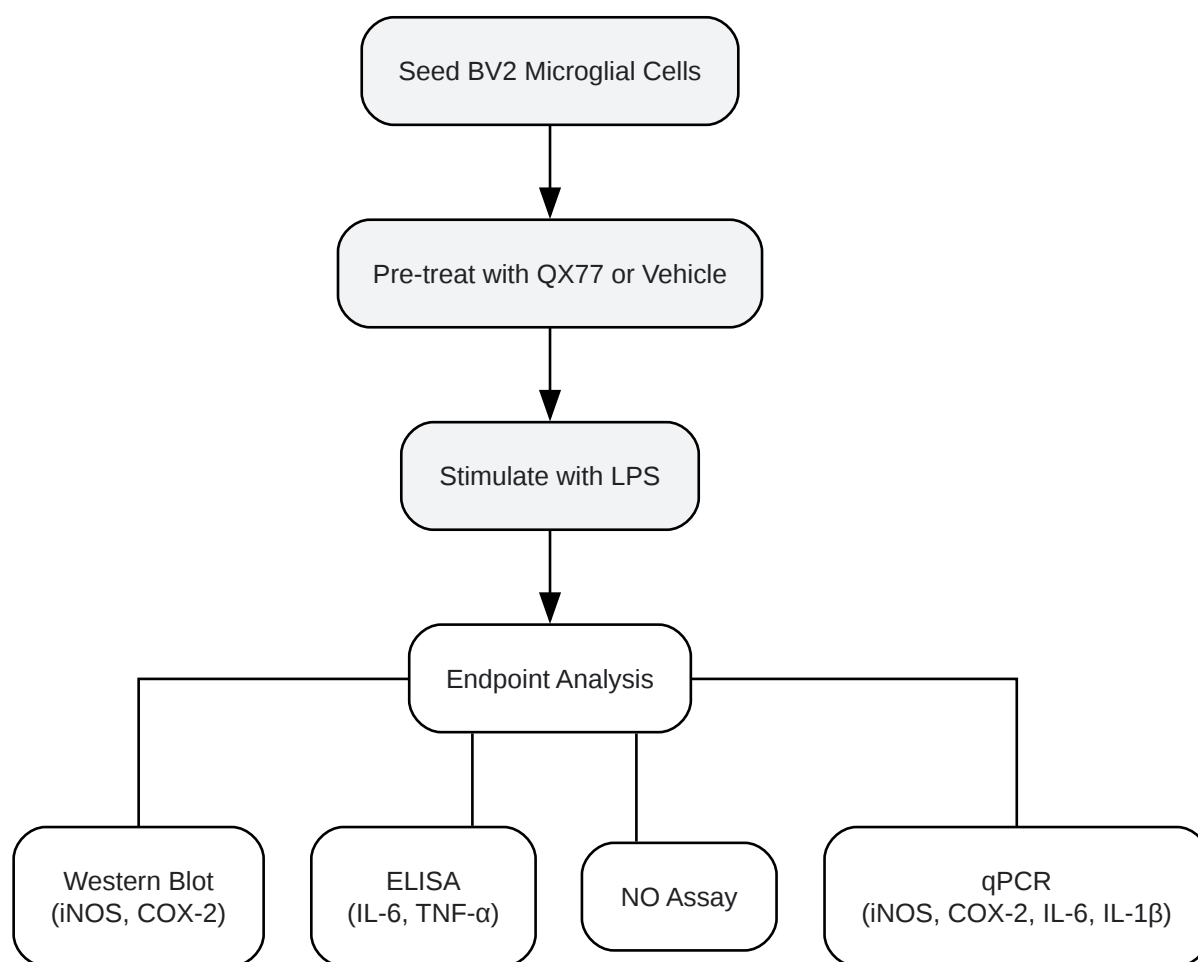 Seed BV2 Microglial Cells
Pre-treat with QX77 or Vehicle
Stimulate with LPS
Endpoint Analysis
Western Blot
(iNOS, COX-2)
ELISA
(IL-6, TNF-α)
NO Assay
qPCR
(iNOS, COX-2, IL-6, IL-1β)